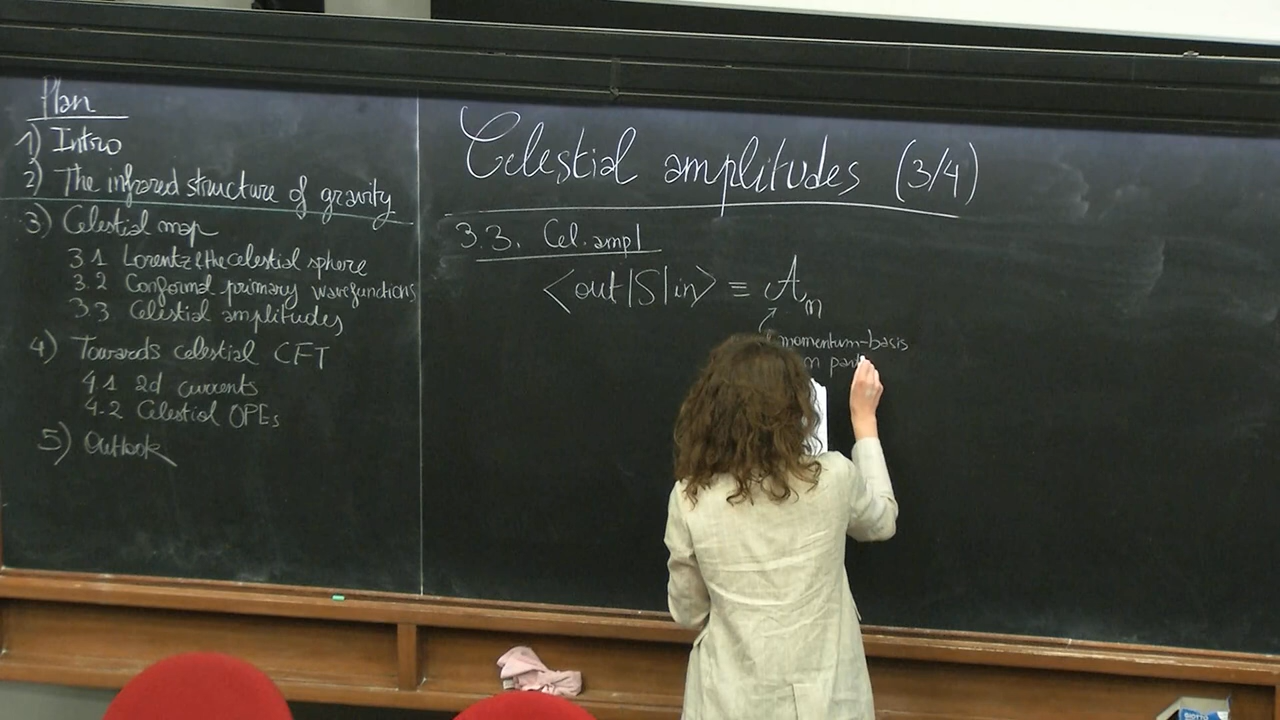 Plan
1) Intro
2) The infrared structure of gravity
3) Celestial map
3.1 Lorentz & the celestial sphere
3.2 Conformal primary wavefunctions
3.3 Celestial amplitudes
4) Towards celestial CFT
4.1 2d currents
4.2 Celestial OPEs
5) Outlook
Celestial amplitudes (3/4)
3.3. Cel. ampl
<out|S|in> ≡ 𝒜ₙ
momentum-basis
n part